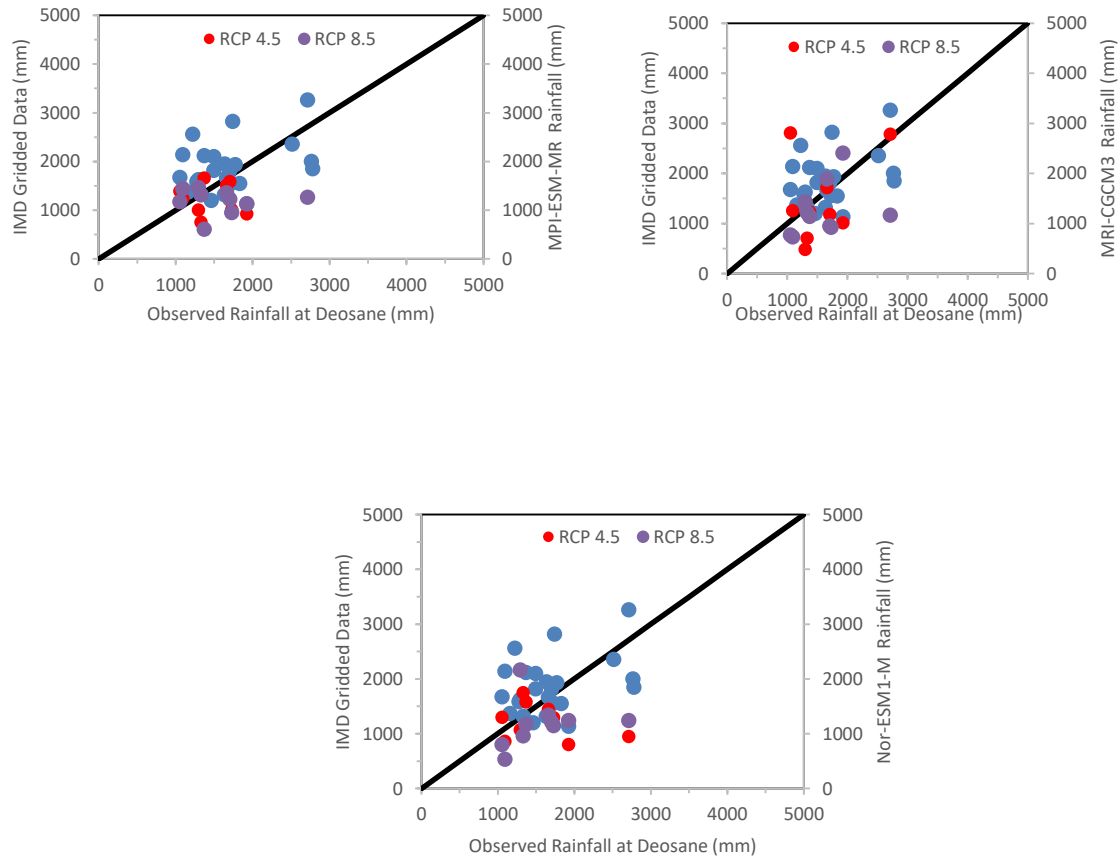 IMD Gridded Data (mm)
5000
4000
3000
2000
1000
0
RCP 4.5 RCP 8.5
5000
4000
3000
2000
1000
0
MPI-ESM-MR Rainfall (mm)
0 1000 2000 3000 4000 5000
Observed Rainfall at Deosane (mm)
IMD Gridded Data (mm)
5000
4000
3000
2000
1000
0
RCP 4.5 RCP 8.5
5000
4000
3000
2000
1000
0
MRI-CGCM3 Rainfall (mm)
0 1000 2000 3000 4000 5000
Observed Rainfall at Deosane (mm)
IMD Gridded Data (mm)
5000
4000
3000
2000
1000
0
RCP 4.5 RCP 8.5
5000
4000
3000
2000
1000
0
Nor-ESM1-M Rainfall (mm)
0 1000 2000 3000 4000 5000
Observed Rainfall at Deosane (mm)